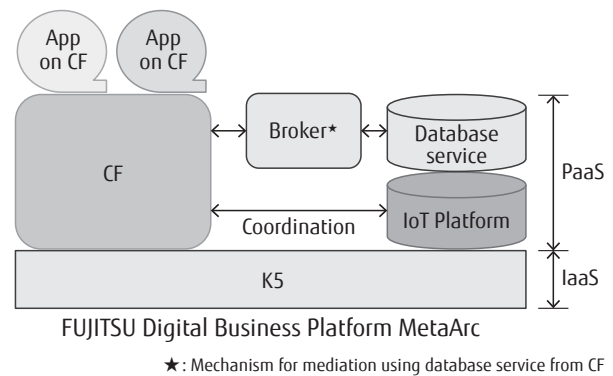 App
on CF
App
on CF
CF
Broker★
Database
service
IoT Platform
Coordination
PaaS
K5
IaaS
FUJITSU Digital Business Platform MetaArc
★: Mechanism for mediation using database service from CF